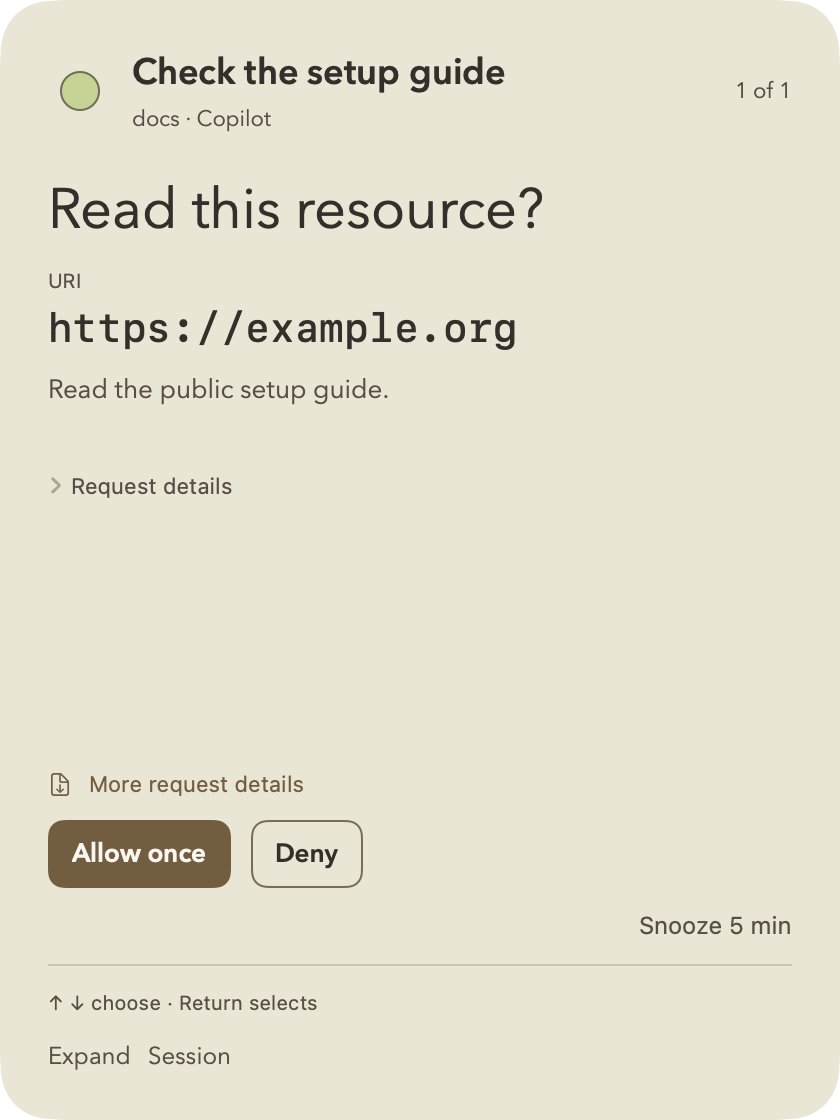 Check the setup guide
docs · Copilot
1 of 1
Read this resource?
URI
https://example.org
Read the public setup guide.
Request details
More request details
Allow once
Deny
Snooze 5 min
↑ ↓ choose · Return selects
Expand Session